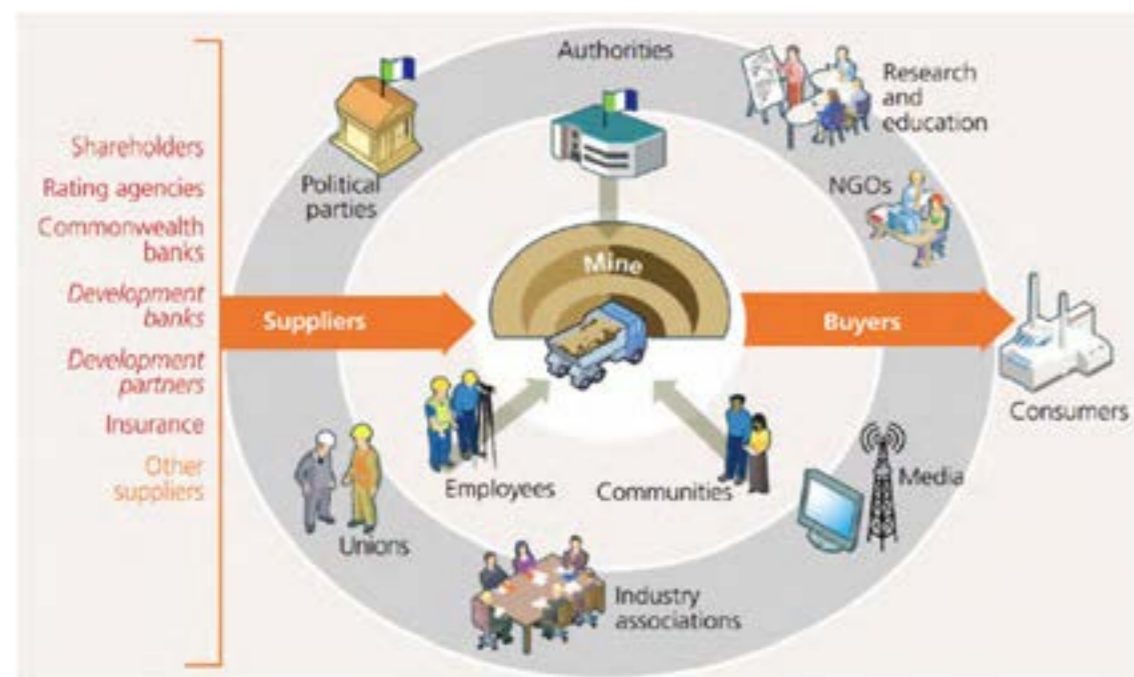 Shareholders
Rating agencies
Commonwealth
banks
Development
banks
Development
partners
Insurance
Other
suppliers
Suppliers
Political
parties
Authorities
Research
and
education
NGOs
Mine
Buyers
Consumers
Employees
Communities
Media
Unions
Industry
associations